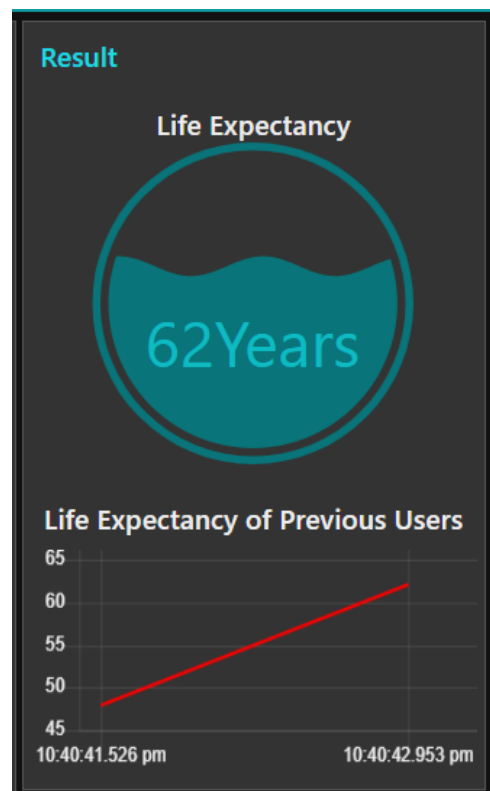 Result
Life Expectancy
62Years
Life Expectancy of Previous Users
65
60
55
50
45
10:40:41.526 pm 10:40:42.953 pm